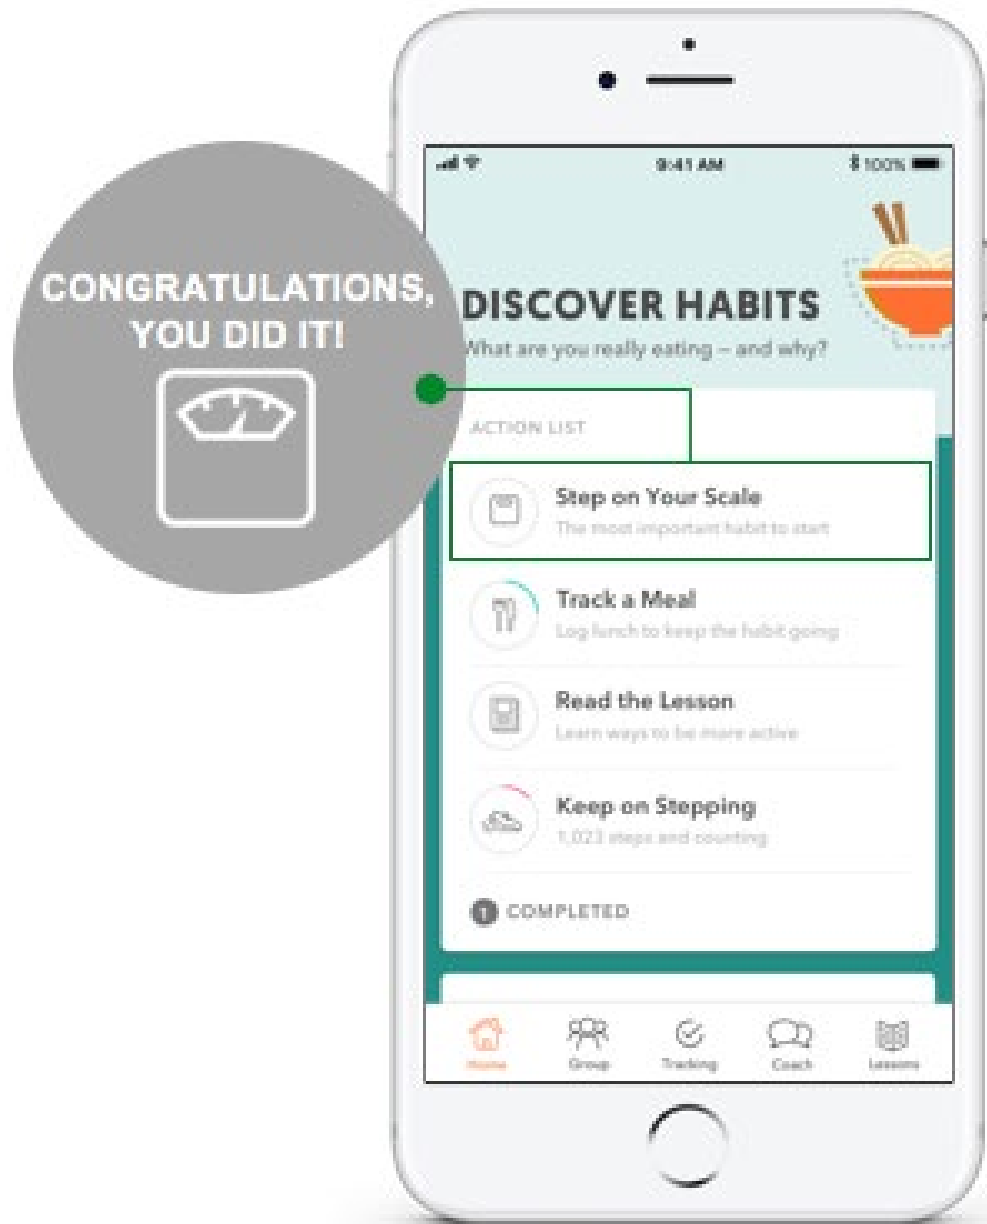 CONGRATULATIONS,
YOU DID IT!
9:41 AM
100%
DISCOVER HABITS
What are you really eating – and why?
ACTION LIST
Step on Your Scale
The most important habit to start
Track a Meal
Log lunch to keep the habit going
Read the Lesson
Learn ways to be more active
Keep on Stepping
1,023 steps and counting
1 COMPLETED
Home
Group
Tracking
Coach
Lessons